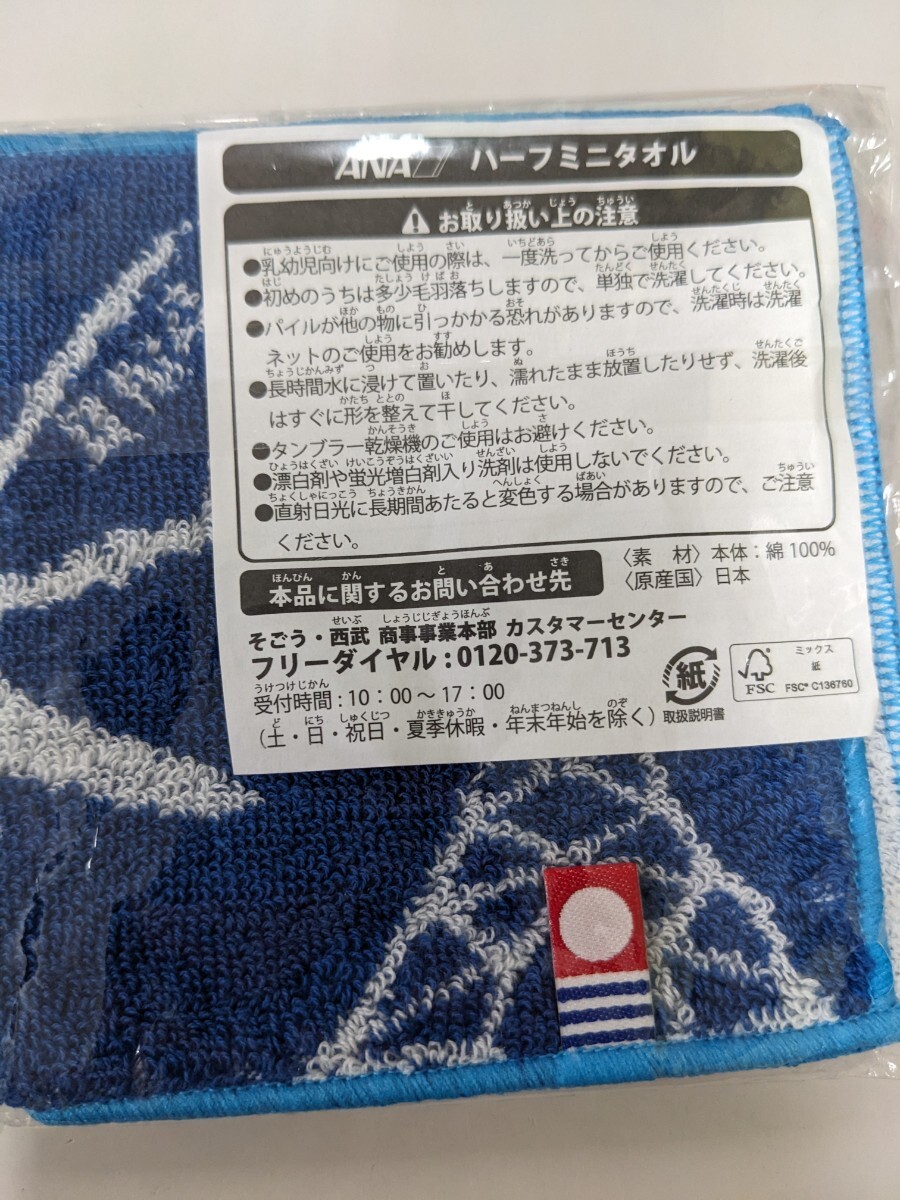 ANA ハーフミニタオル
お取り扱い上の注意
●乳幼児向けにご使用の際は、一度洗ってからご使用ください。
●初めのうちは多少毛羽落ちしますので、単独で洗濯してください。
●パイルが他の物に引っかかる恐れがありますので、洗濯時は洗濯
ネットのご使用をお勧めします。
●長時間水に浸けて置いたり、濡れたまま放置したりせず、洗濯後
はすぐに形を整えて干してください。
●タンブラー乾燥機のご使用はお避けください。
●漂白剤や蛍光増白剤入り洗剤は使用しないでください。
●直射日光に長期間あたると変色する場合がありますので、ご注意
ください。
本品に関するお問い合わせ先
〈素 材〉本体：綿100%
〈原産国〉日本
そごう・西武 商事事業本部 カスタマーセンター
フリーダイヤル：0120-373-713
受付時間：10：00～17：00
（土・日・祝日・夏季休暇・年末年始を除く）
紙
取扱説明書
FSC
ミックス
紙
FSC® C136760